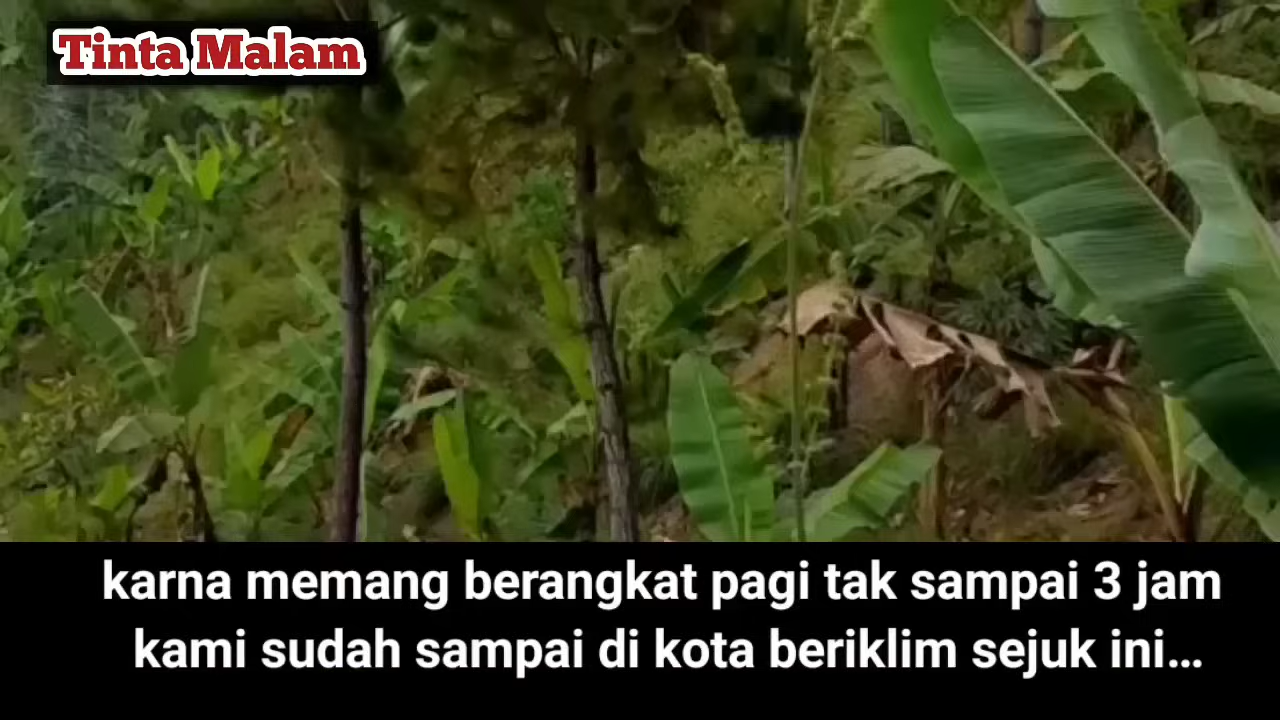 Tinta Malam
karna memang berangkat pagi tak sampai 3 jam
kami sudah sampai di kota beriklim sejuk ini...